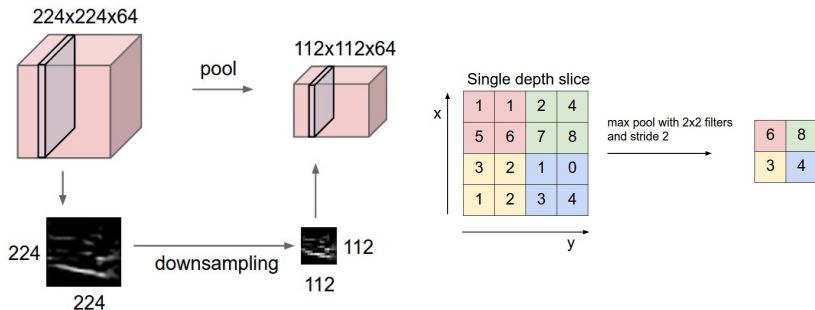 224x224x64
pool
112x112x64
224
224
downsampling
112
112
Single depth slice
x
1 1 2 4
5 6 7 8
3 2 1 0
1 2 3 4
y
max pool with 2x2 filters
and stride 2
6 8
3 4